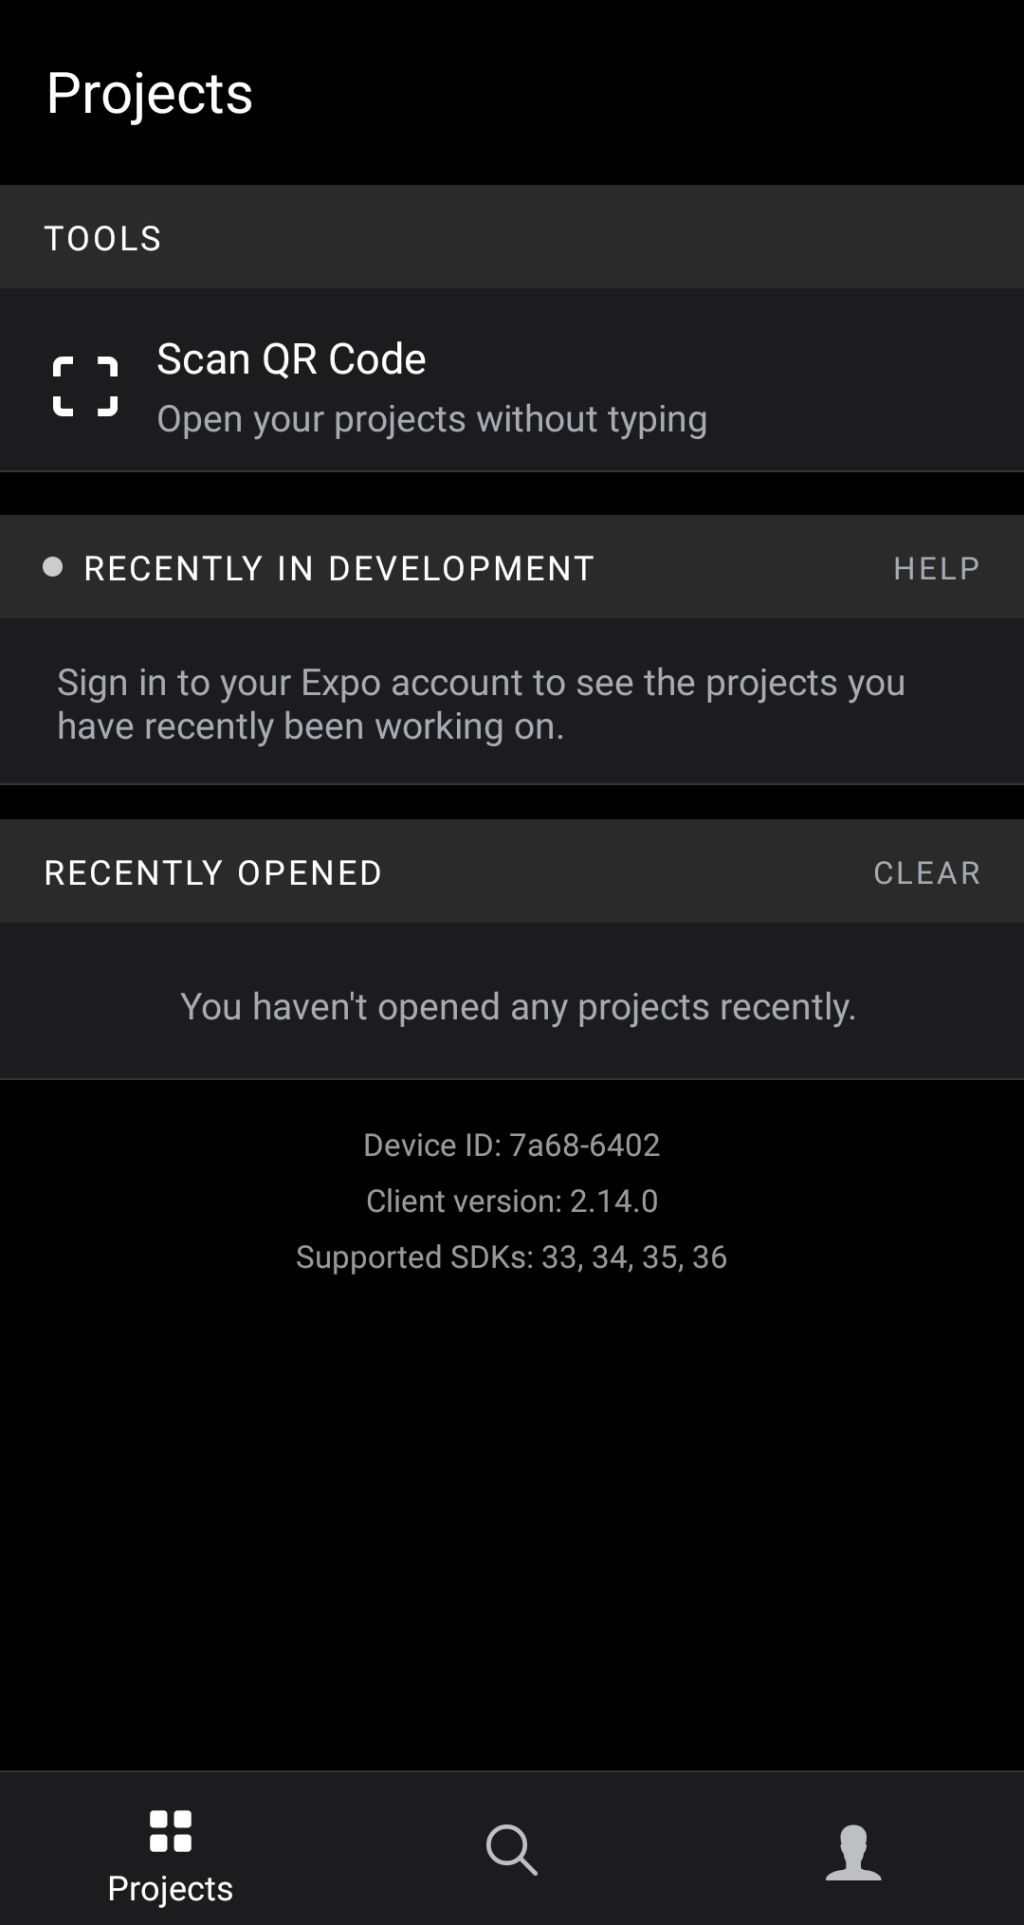 Projects
TOOLS
Scan QR Code
Open your projects without typing
RECENTLY IN DEVELOPMENT
HELP
Sign in to your Expo account to see the projects you
have recently been working on.
RECENTLY OPENED
CLEAR
You haven't opened any projects recently.
Device ID: 7a68-6402
Client version: 2.14.0
Supported SDKs: 33, 34, 35, 36
Projects